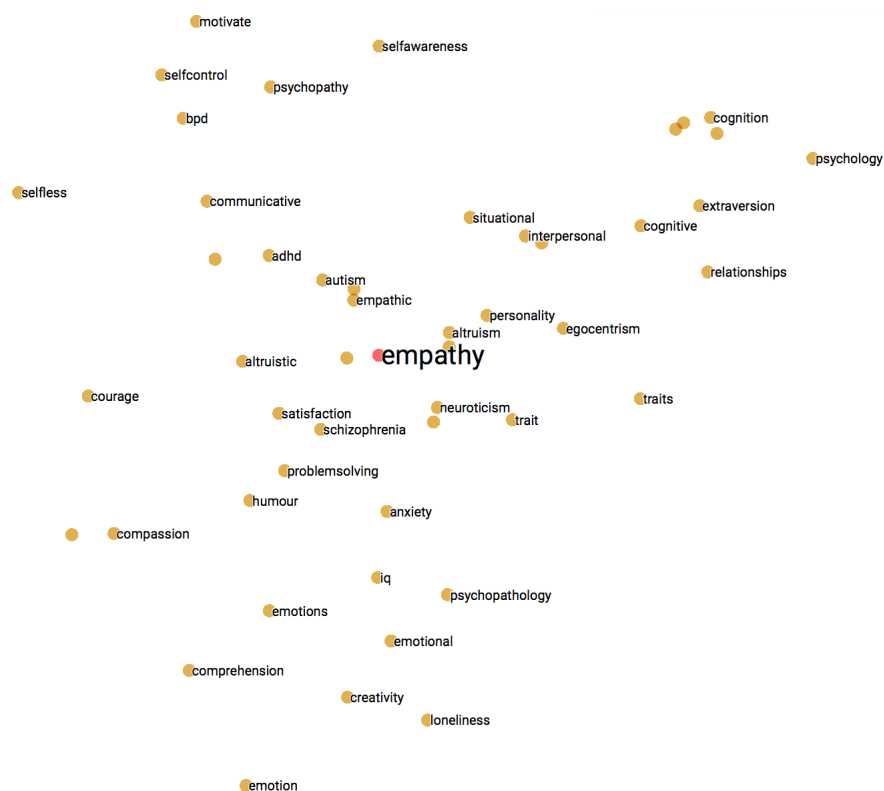 motivate
selfawareness
selfcontrol
psychopathy
bpd
cognition
psychology
selfless
communicative
extraversion
situational
cognitive
interpersonal
adhd
relationships
autism
empathic
personality
altruism
egocentrism
empathy
altruistic
courage
traits
neuroticism
satisfaction
trait
schizophrenia
problemsolving
humour
anxiety
compassion
iq
psychopathology
emotions
emotional
comprehension
creativity
loneliness
emotion